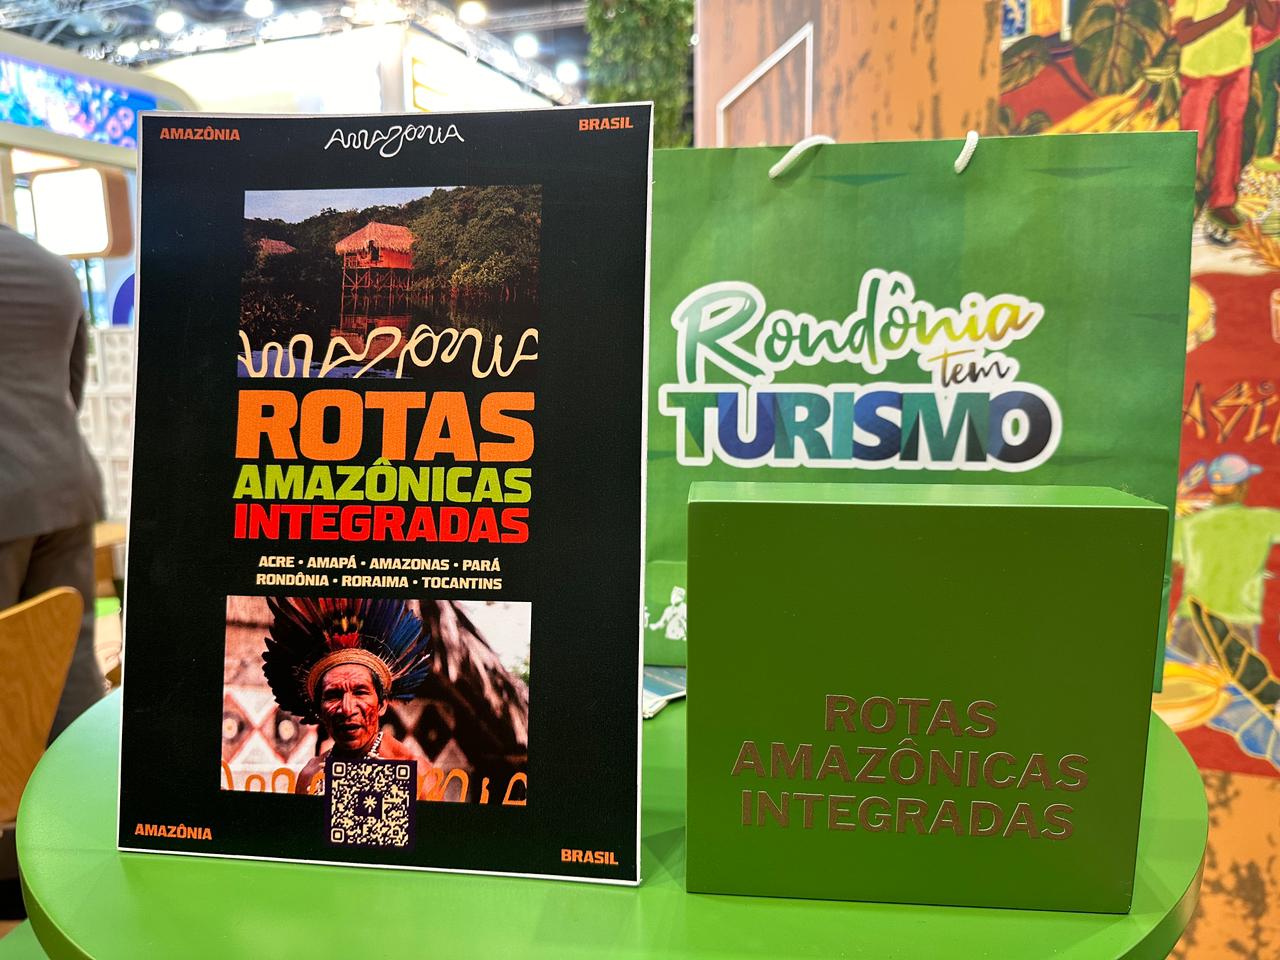 AMAZÔNIA
AMAZONIA
BRASIL
AMAZONIA
ROTAS
AMAZÔNICAS
INTEGRADAS
ACRE • AMAPÁ • AMAZONAS • PARÁ
RONDÔNIA • RORAIMA • TOCANTINS
AMAZÔNIA
BRASIL
Rondônia
tem
TURISMO
ROTAS
AMAZÔNICAS
INTEGRADAS